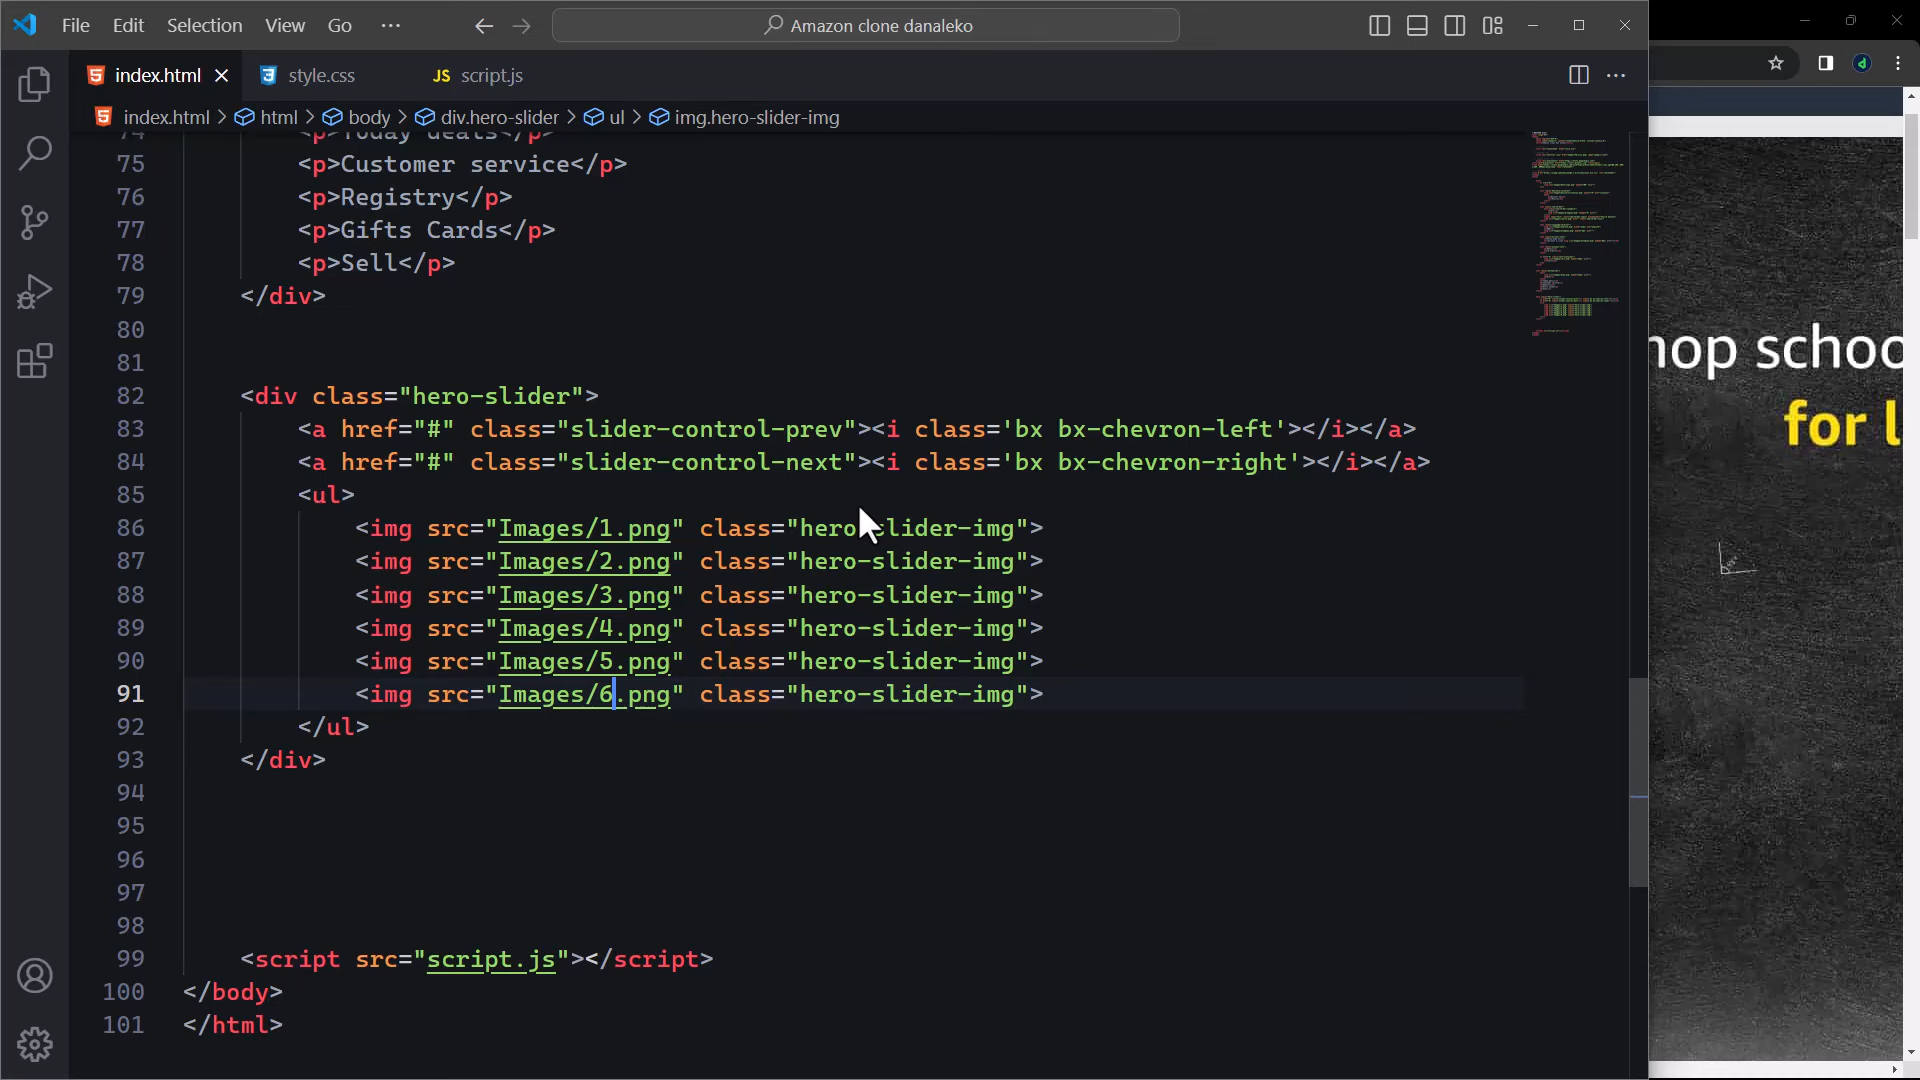 File Edit Selection View Go ··· Amazon clone danaleko
index.html style.css JS script.js
index.html > html > body > div.hero-slider > ul > img.hero-slider-img
74 <p>Today deals</p>
75 <p>Customer service</p>
76 <p>Registry</p>
77 <p>Gifts Cards</p>
78 <p>Sell</p>
79 </div>
80
81
82 <div class="hero-slider">
83 <a href="#" class="slider-control-prev"><i class='bx bx-chevron-left'></i></a>
84 <a href="#" class="slider-control-next"><i class='bx bx-chevron-right'></i></a>
85 <ul>
86 <img src="Images/1.png" class="hero-slider-img">
87 <img src="Images/2.png" class="hero-slider-img">
88 <img src="Images/3.png" class="hero-slider-img">
89 <img src="Images/4.png" class="hero-slider-img">
90 <img src="Images/5.png" class="hero-slider-img">
91 <img src="Images/6.png" class="hero-slider-img">
92 </ul>
93 </div>
94
95
96
97
98
99 <script src="script.js"></script>
100 </body>
101 </html>
d
hop schoo
for l